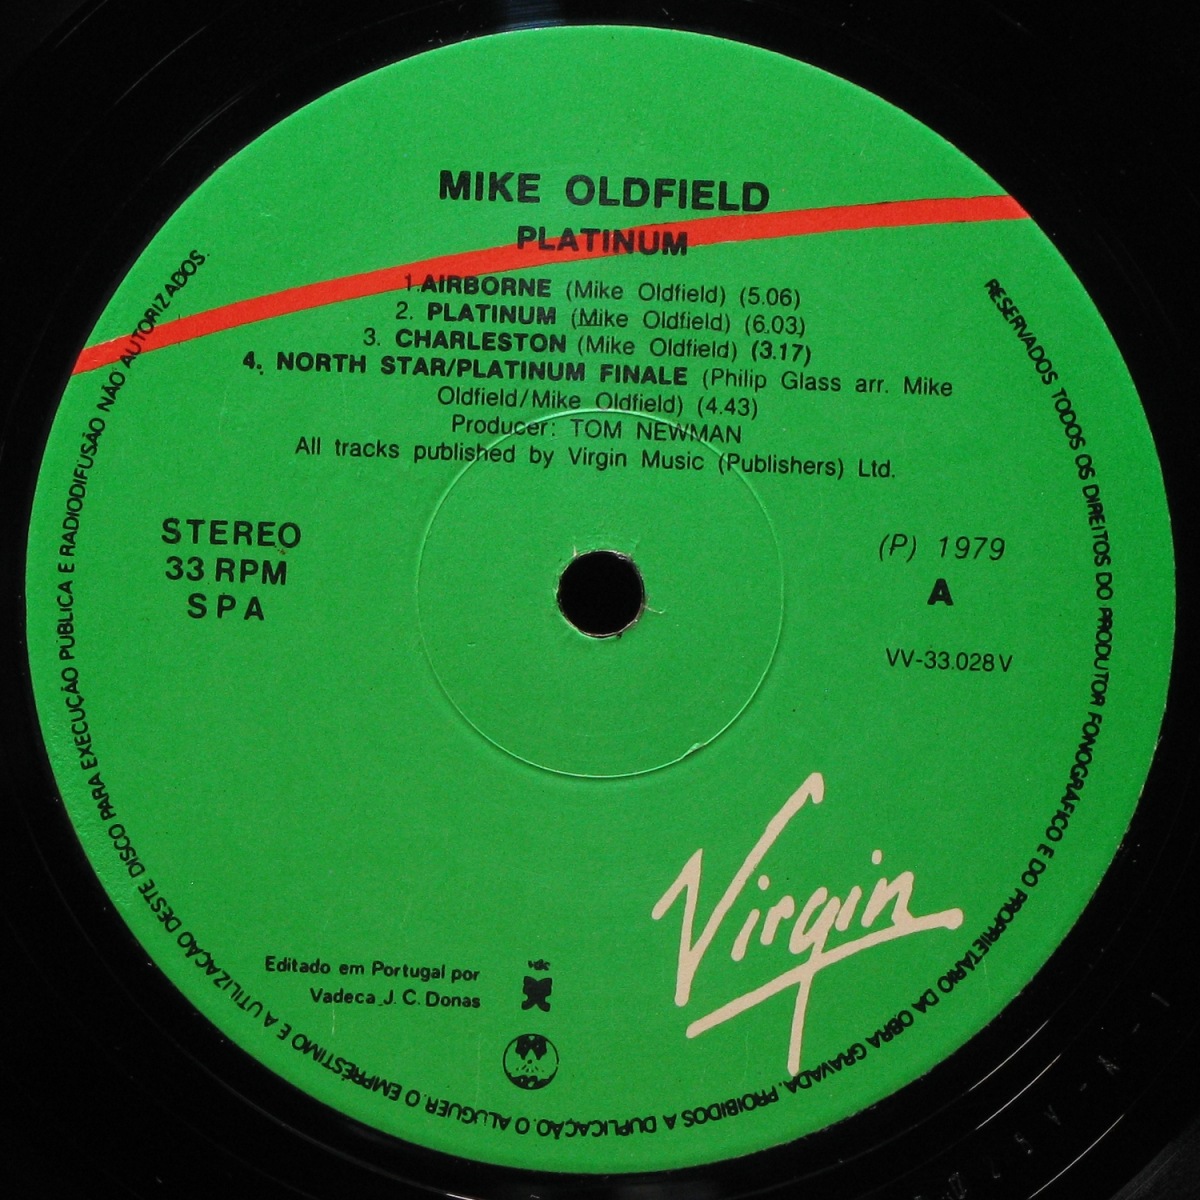 MIKE OLDFIELD
PLATINUM
1. AIRBORNE (Mike Oldfield) (5.06)
2. PLATINUM (Mike Oldfield) (6.03)
3. CHARLESTON (Mike Oldfield) (3.17)
4. NORTH STAR/PLATINUM FINALE (Philip Glass arr. Mike
Oldfield/Mike Oldfield) (4.43)
Producer: TOM NEWMAN
All tracks published by Virgin Music (Publishers) Ltd.
STEREO
33 RPM
SPA
(P) 1979
A
VV-33.028 V
Virgin
Editado em Portugal por
Vadeca J. C. Donas
RESERVADOS TODOS OS DIREITOS DO PRODUTOR FONOGRÁFICO E DO PROPRIETÁRIO DA OBRA GRAVADA. PROIBIDOS A DUPLICAÇÃO, O ALUGUER, O EMPRÉSTIMO E A UTILIZAÇÃO DESTE DISCO PARA EXECUÇÃO PÚBLICA E RADIODIFUSÃO NÃO AUTORIZADOS.